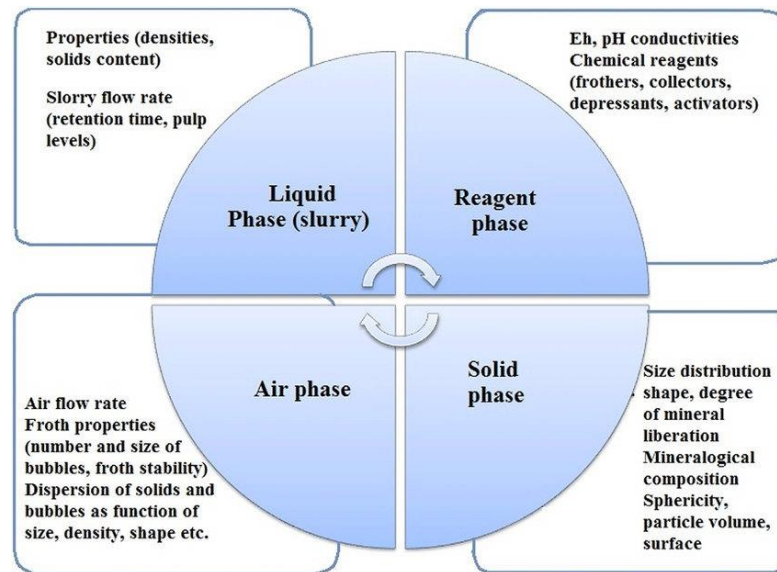 Properties (densities,
solids content)
Slorry flow rate
(retention time, pulp
levels)
Eh, pH conductivities
Chemical reagents
(frothers, collectors,
depressants, activators)
Liquid
Phase (slurry)
Reagent
phase
Air phase
Solid
phase
Air flow rate
Froth properties
(number and size of
bubbles, froth stability)
Dispersion of solids and
bubbles as function of
size, density, shape etc.
Size distribution
shape, degree
of mineral
liberation
Mineralogical
composition
Sphericity,
particle volume,
surface